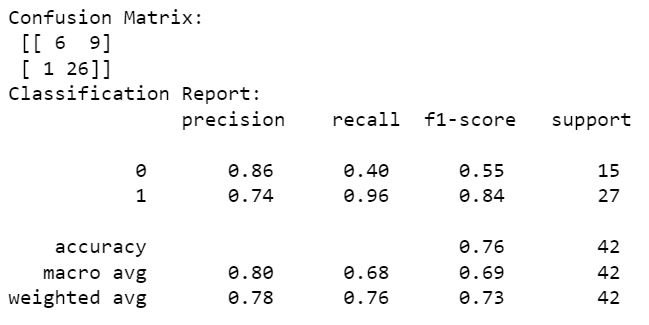 Confusion Matrix:
[[ 6 9]
[ 1 26]]
Classification Report:
precision recall f1-score support
0 0.86 0.40 0.55 15
1 0.74 0.96 0.84 27
accuracy 0.76 42
macro avg 0.80 0.68 0.69 42
weighted avg 0.78 0.76 0.73 42